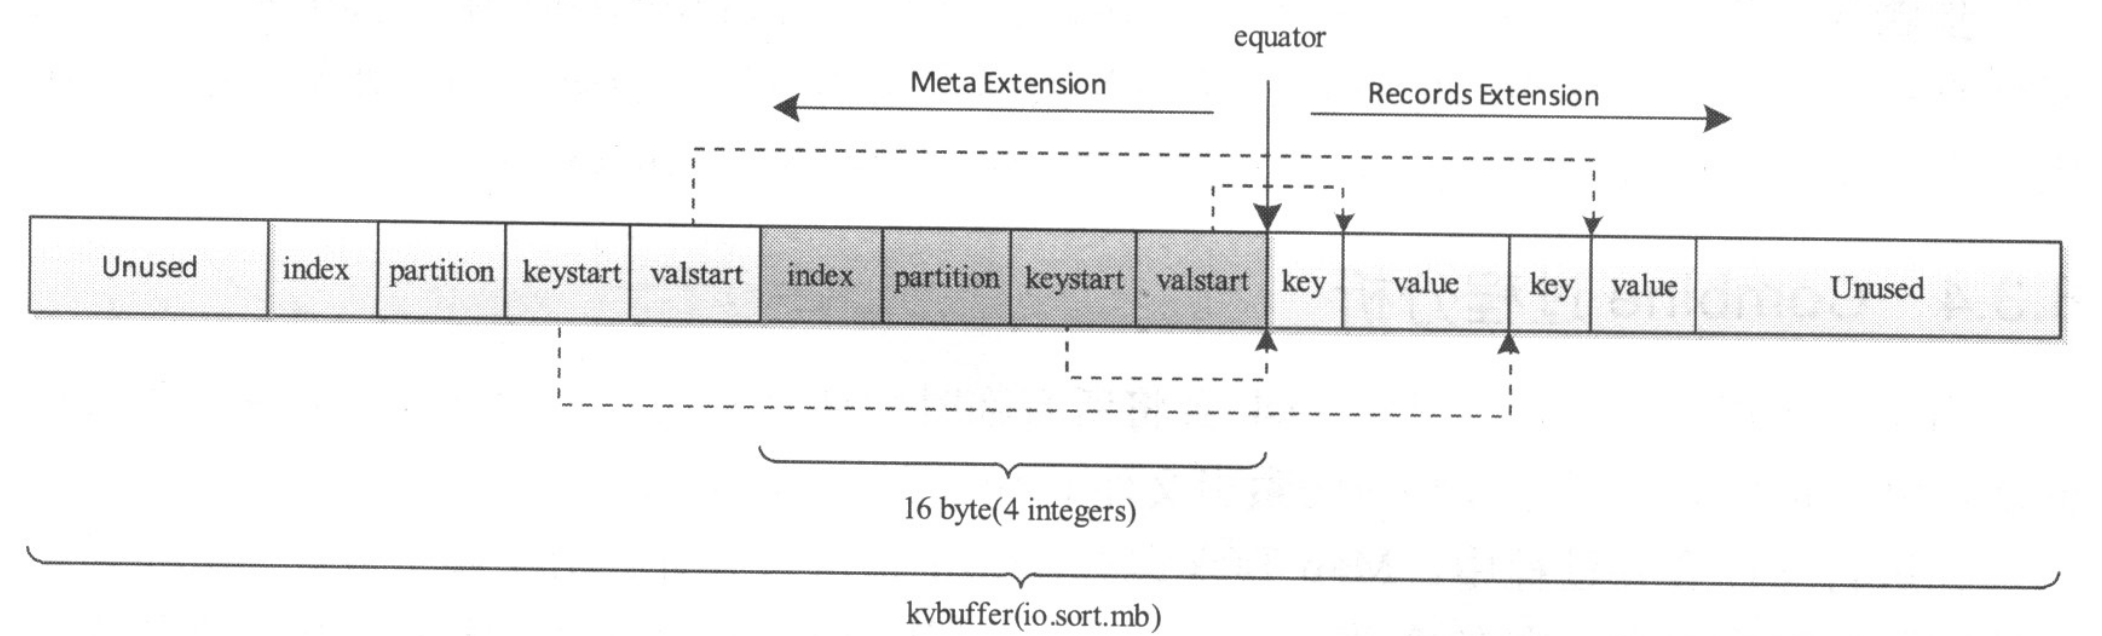 equator
Meta Extension
Records Extension
Unused index partition keystart valstart index partition keystart valstart key value key value Unused
16 byte(4 integers)
kvbuffer(io.sort.mb)